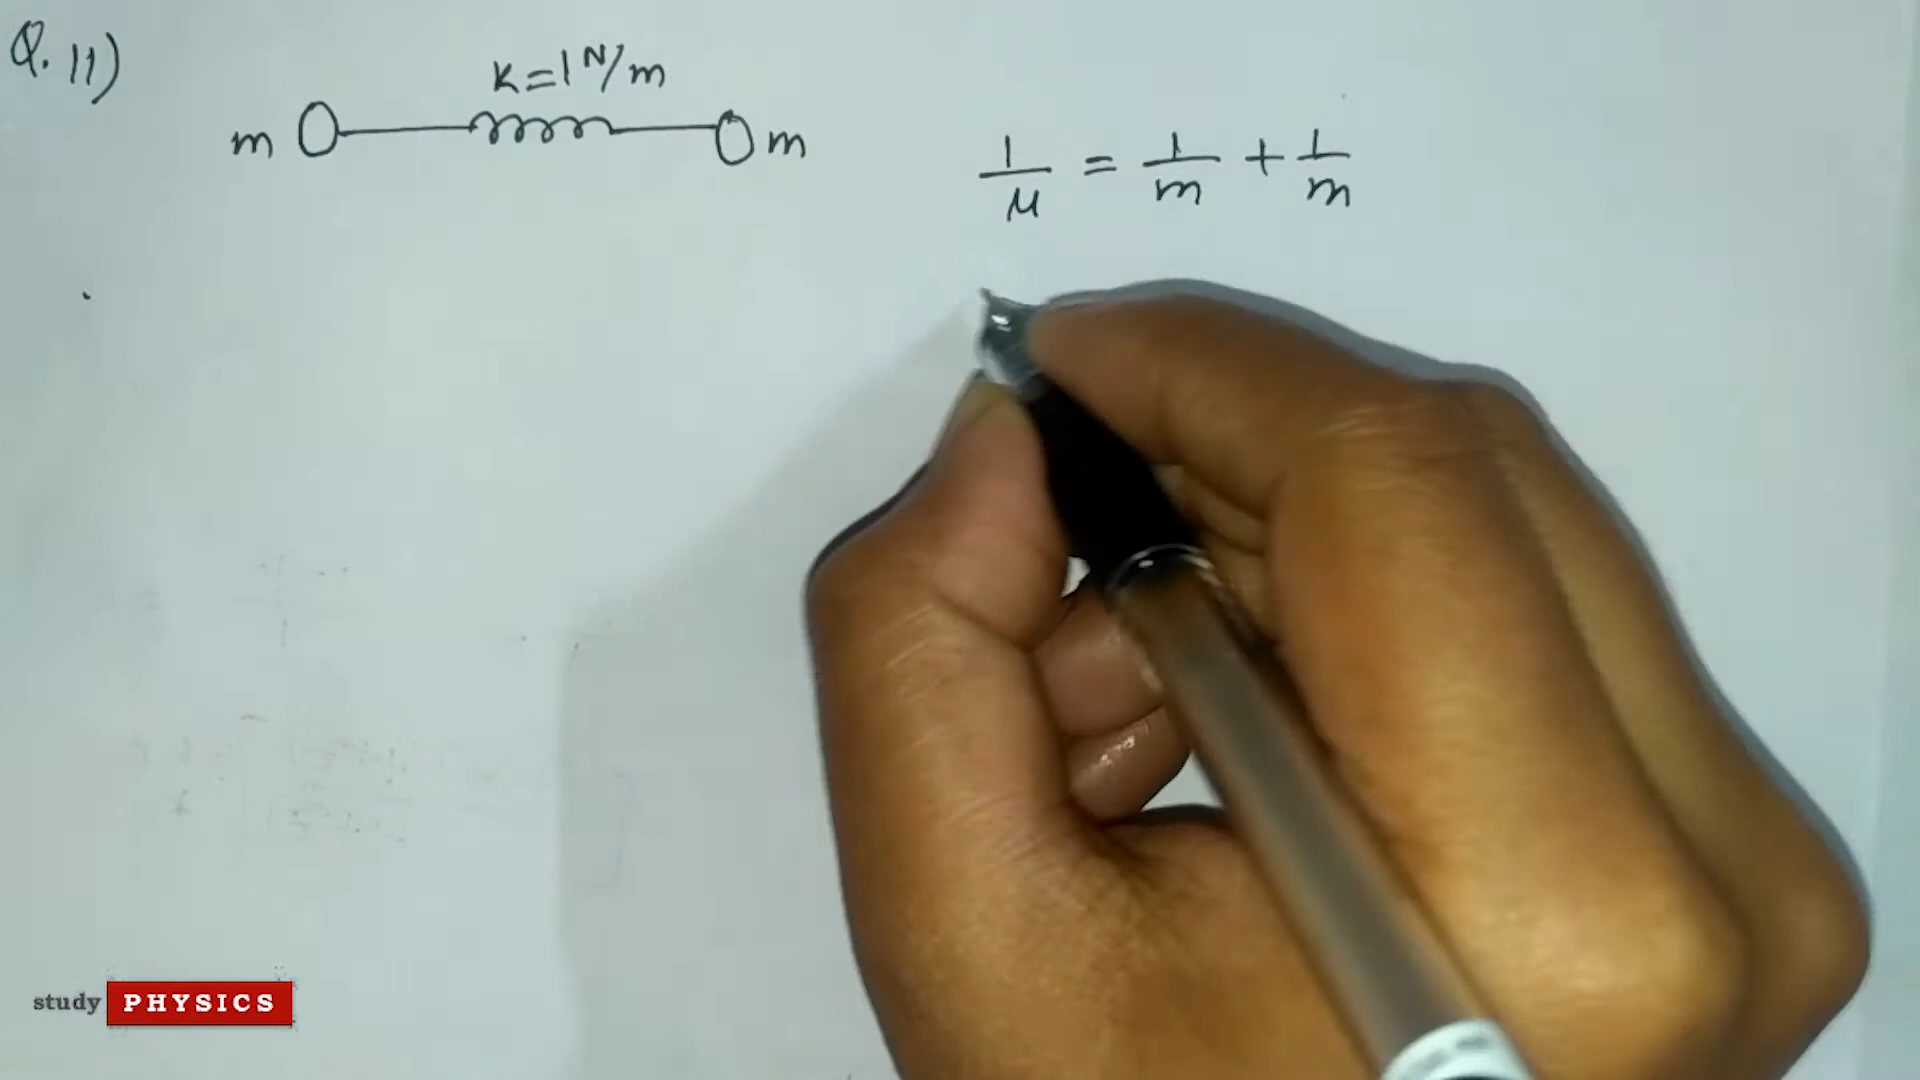 Q. 11)
K=1 N/m
m m
1/μ = 1/m + 1/m
study PHYSICS